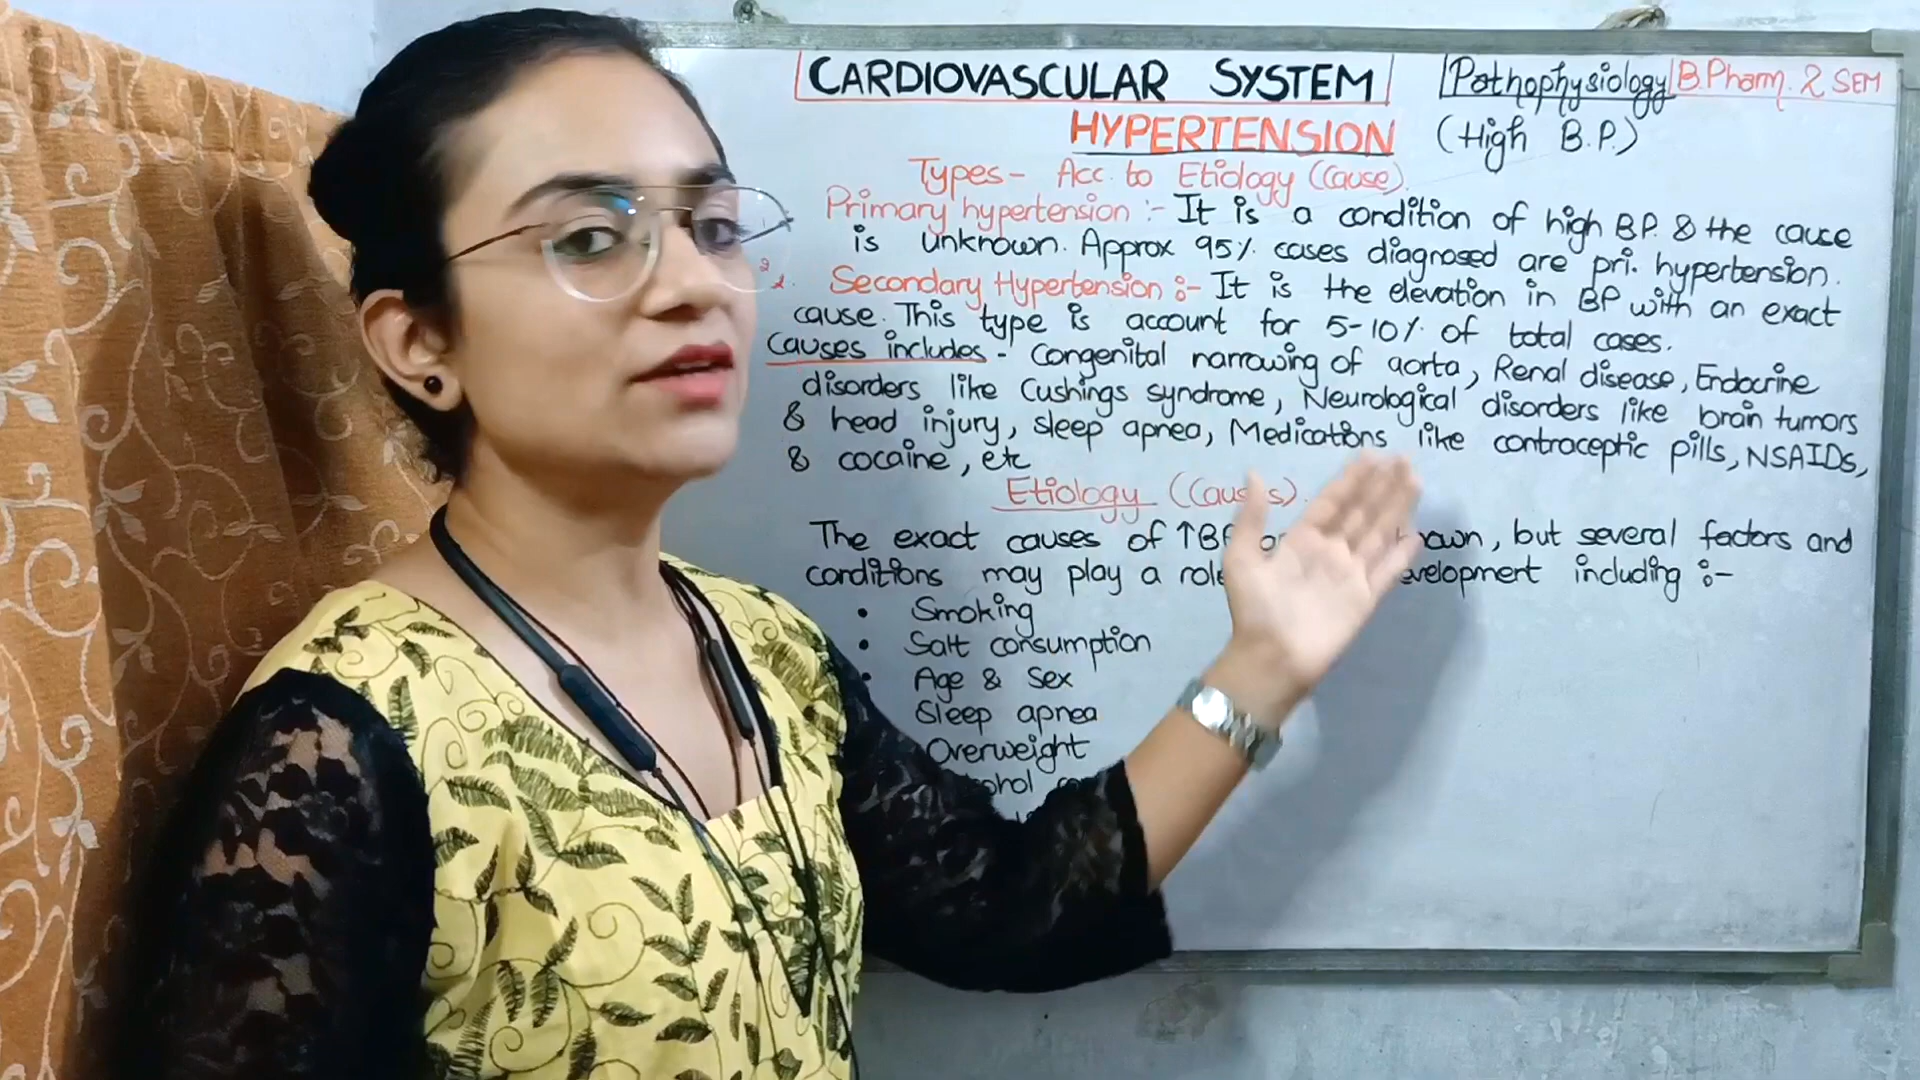 CARDIOVASCULAR SYSTEM
Pathophysiology B.Pharm. 2 SEM
HYPERTENSION (High B.P.)
Types- Acc. to Etiology (Cause).
Primary hypertension :- It is a condition of high B.P. & the cause
is unknown. Approx 95% cases diagnosed are pri. hypertension.
2. Secondary Hypertension :- It is the elevation in BP with an exact
cause. This type is account for 5-10% of total cases.
Causes includes - Congenital narrowing of aorta, Renal disease, Endocrine
disorders like Cushings syndrome, Neurological disorders like brain tumors
& head injury, sleep apnea, Medications like contraceptic pills, NSAIDs,
& cocaine, etc
Etiology (Causes).
The exact causes of ↑BP, but several factors and
conditions may play a role including :-
• Smoking
• Salt consumption
• Age & Sex
Sleep apnea
Overweight